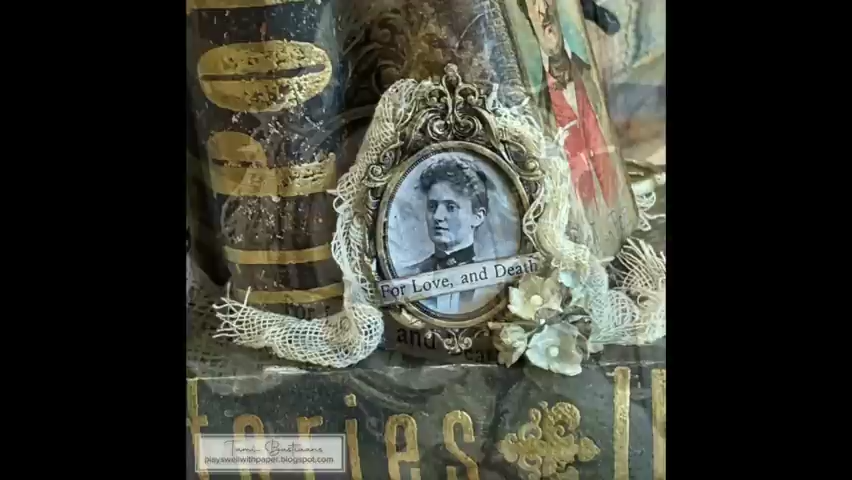 For Love, and Death
and
tories
Tami Bastiaans
playswellwithpaper.blogspot.com